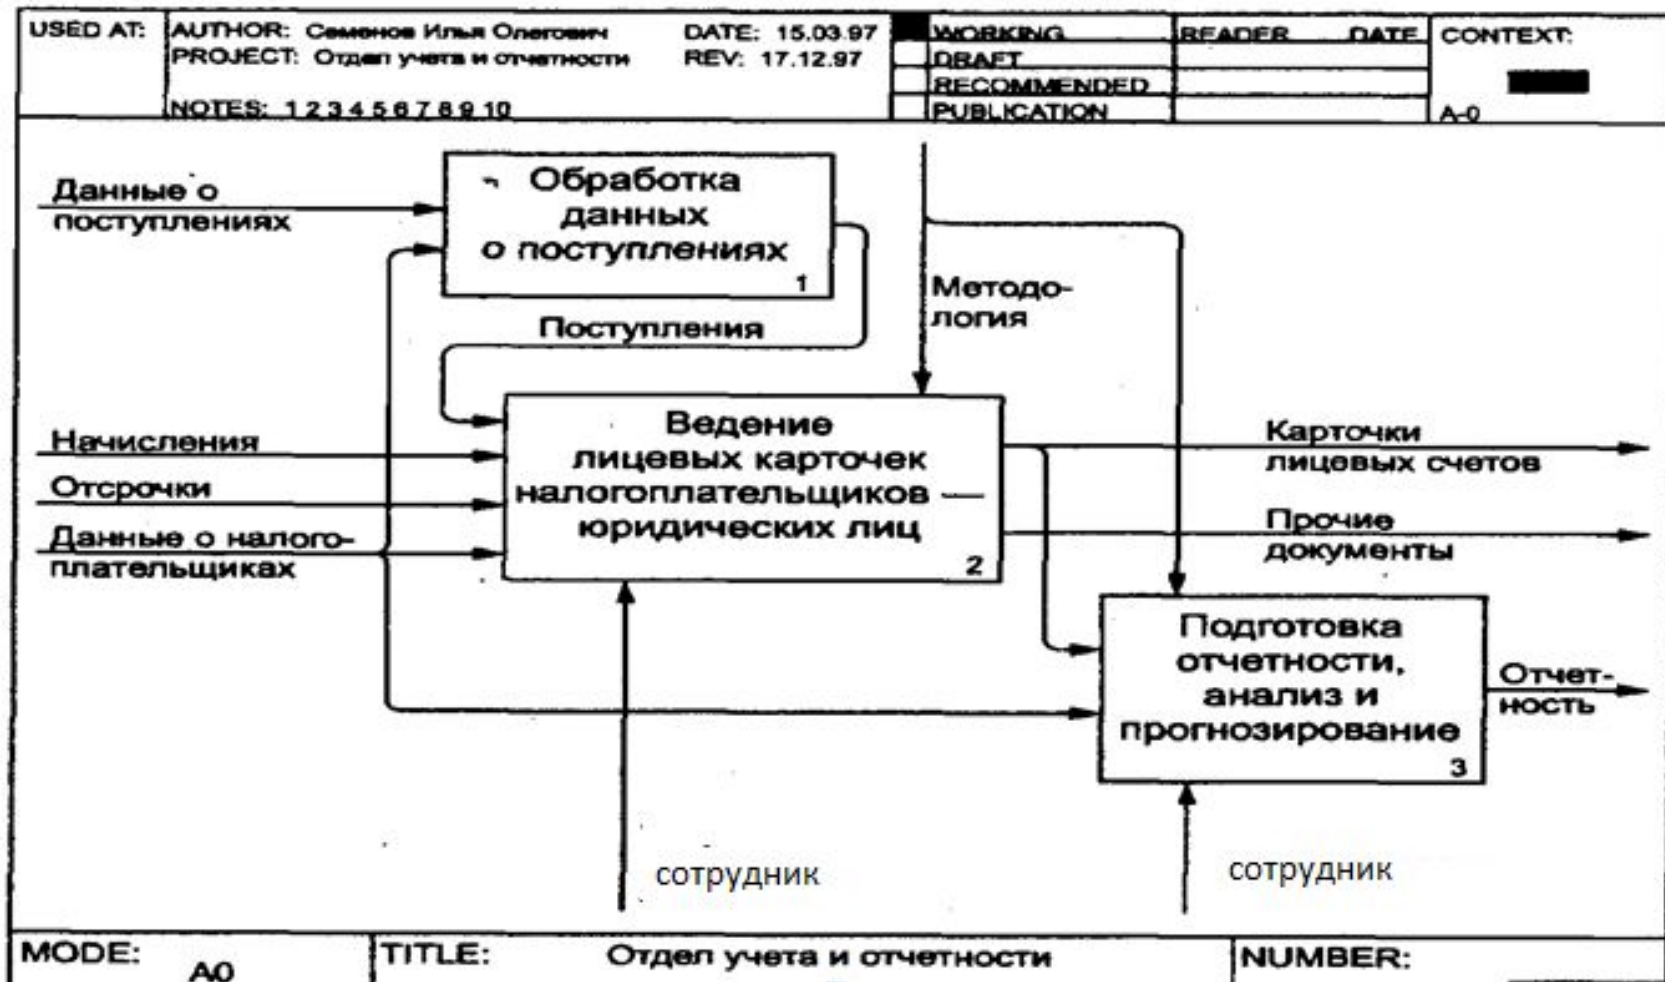 USED AT:
AUTHOR: Семенов Илья Олегович
DATE: 15.03.97
PROJECT: Отдел учета и отчетности
REV: 17.12.97
NOTES: 1 2 3 4 5 6 7 8 9 10
WORKING
DRAFT
RECOMMENDED
PUBLICATION
READER
DATE
CONTEXT:
A-0
Данные о
поступлениях
Обработка
данных
о поступлениях
1
Поступления
Методо-
логия
Начисления
Отсрочки
Данные о налого-
плательщиках
Ведение
лицевых карточек
налогоплательщиков —
юридических лиц
2
Карточки
лицевых счетов
Прочие
документы
Подготовка
отчетности,
анализ и
прогнозирование
3
Отчет-
ность
сотрудник
сотрудник
MODE:
A0
TITLE:
Отдел учета и отчетности
NUMBER: